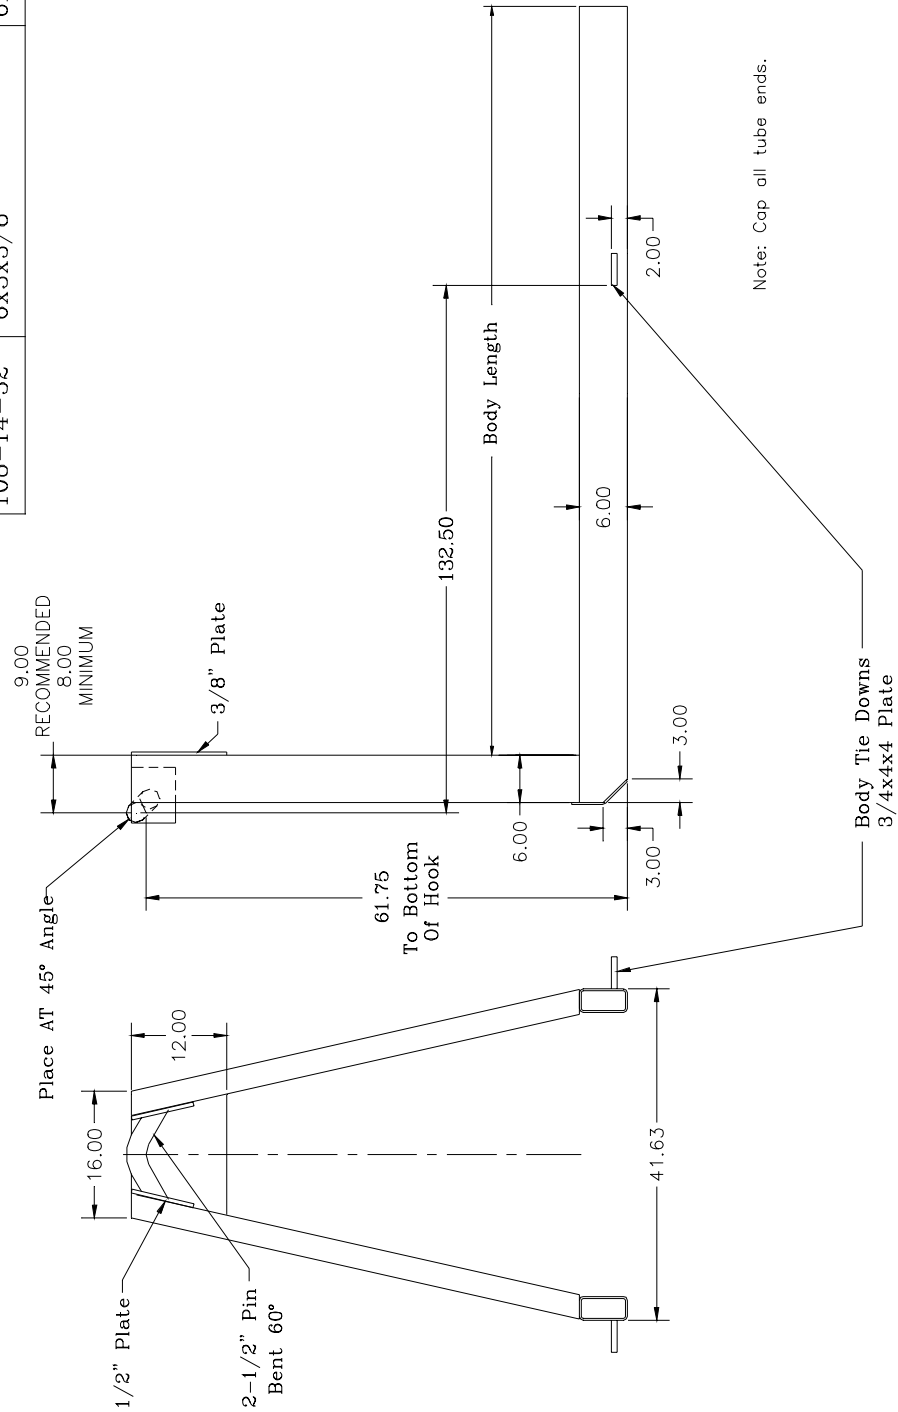 9.00
RECOMMENDED
8.00
MINIMUM
3/8" Plate
Place AT 45° Angle
61.75
To Bottom
Of Hook
Body Length
132.50
6.00
6.00
3.00
3.00
2.00
Note: Cap all tube ends.
Body Tie Downs
3/4x4x4 Plate
16.00
12.00
1/2" Plate
2-1/2" Pin
Bent 60°
41.63